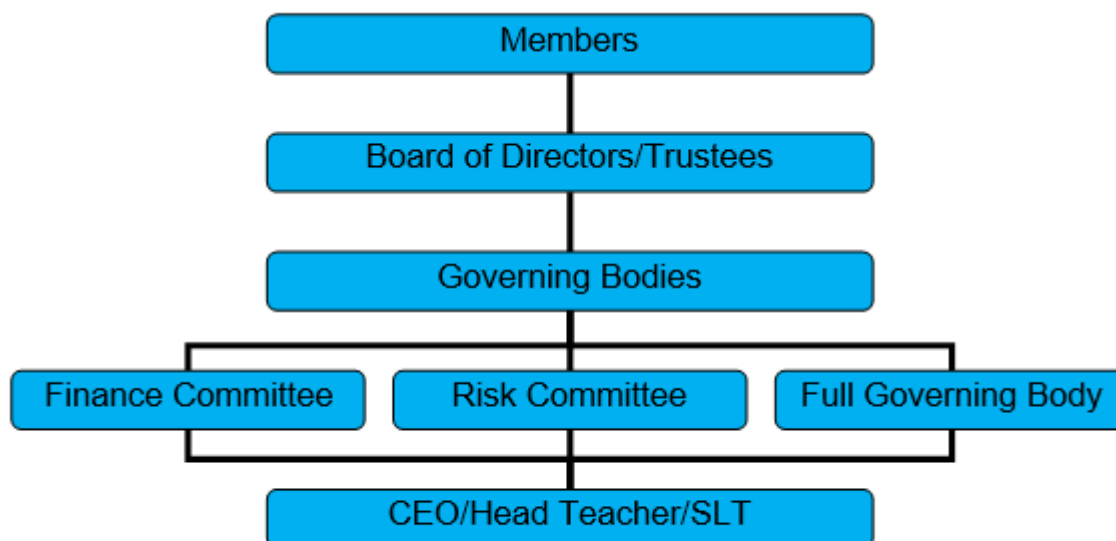 Members
Board of Directors/Trustees
Governing Bodies
Finance Committee
Risk Committee
Full Governing Body
CEO/Head Teacher/SLT